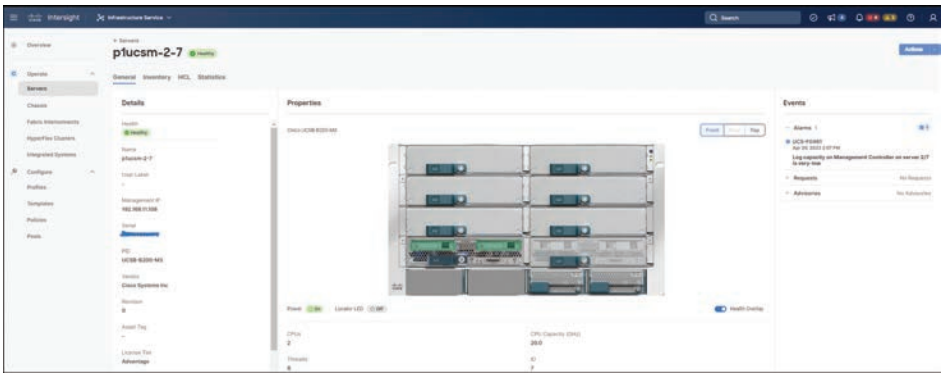 Intersight
Infrastructure Service
Search
Overview
Operate
Servers
Chassis
Fabric Interconnects
HyperFlex Clusters
Integrated Systems
Configure
Profiles
Templates
Policies
Pools
Servers
p1ucsm-2-7
Healthy
Actions
General Inventory HCL Statistics
Details
Health
Healthy
Name
p1ucsm-2-7
User Label
-
Management IP
Serial
PID
UCSB-B200-M3
Vendor
Cisco Systems Inc
Revision
0
Asset Tag
-
License Tier
Advantage
Properties
Cisco UCSB-B200-M3
Front
Top
Power
On
Locator LED
Off
Health Overlay
CPUs
2
Threads
CPU Capacity (GHz)
ID
7
Events
Alarms 1
UCS-F0461
Log capacity on Management Controller on server 2/7
is very-low
Requests
No Requests
Advisories
No Advisories